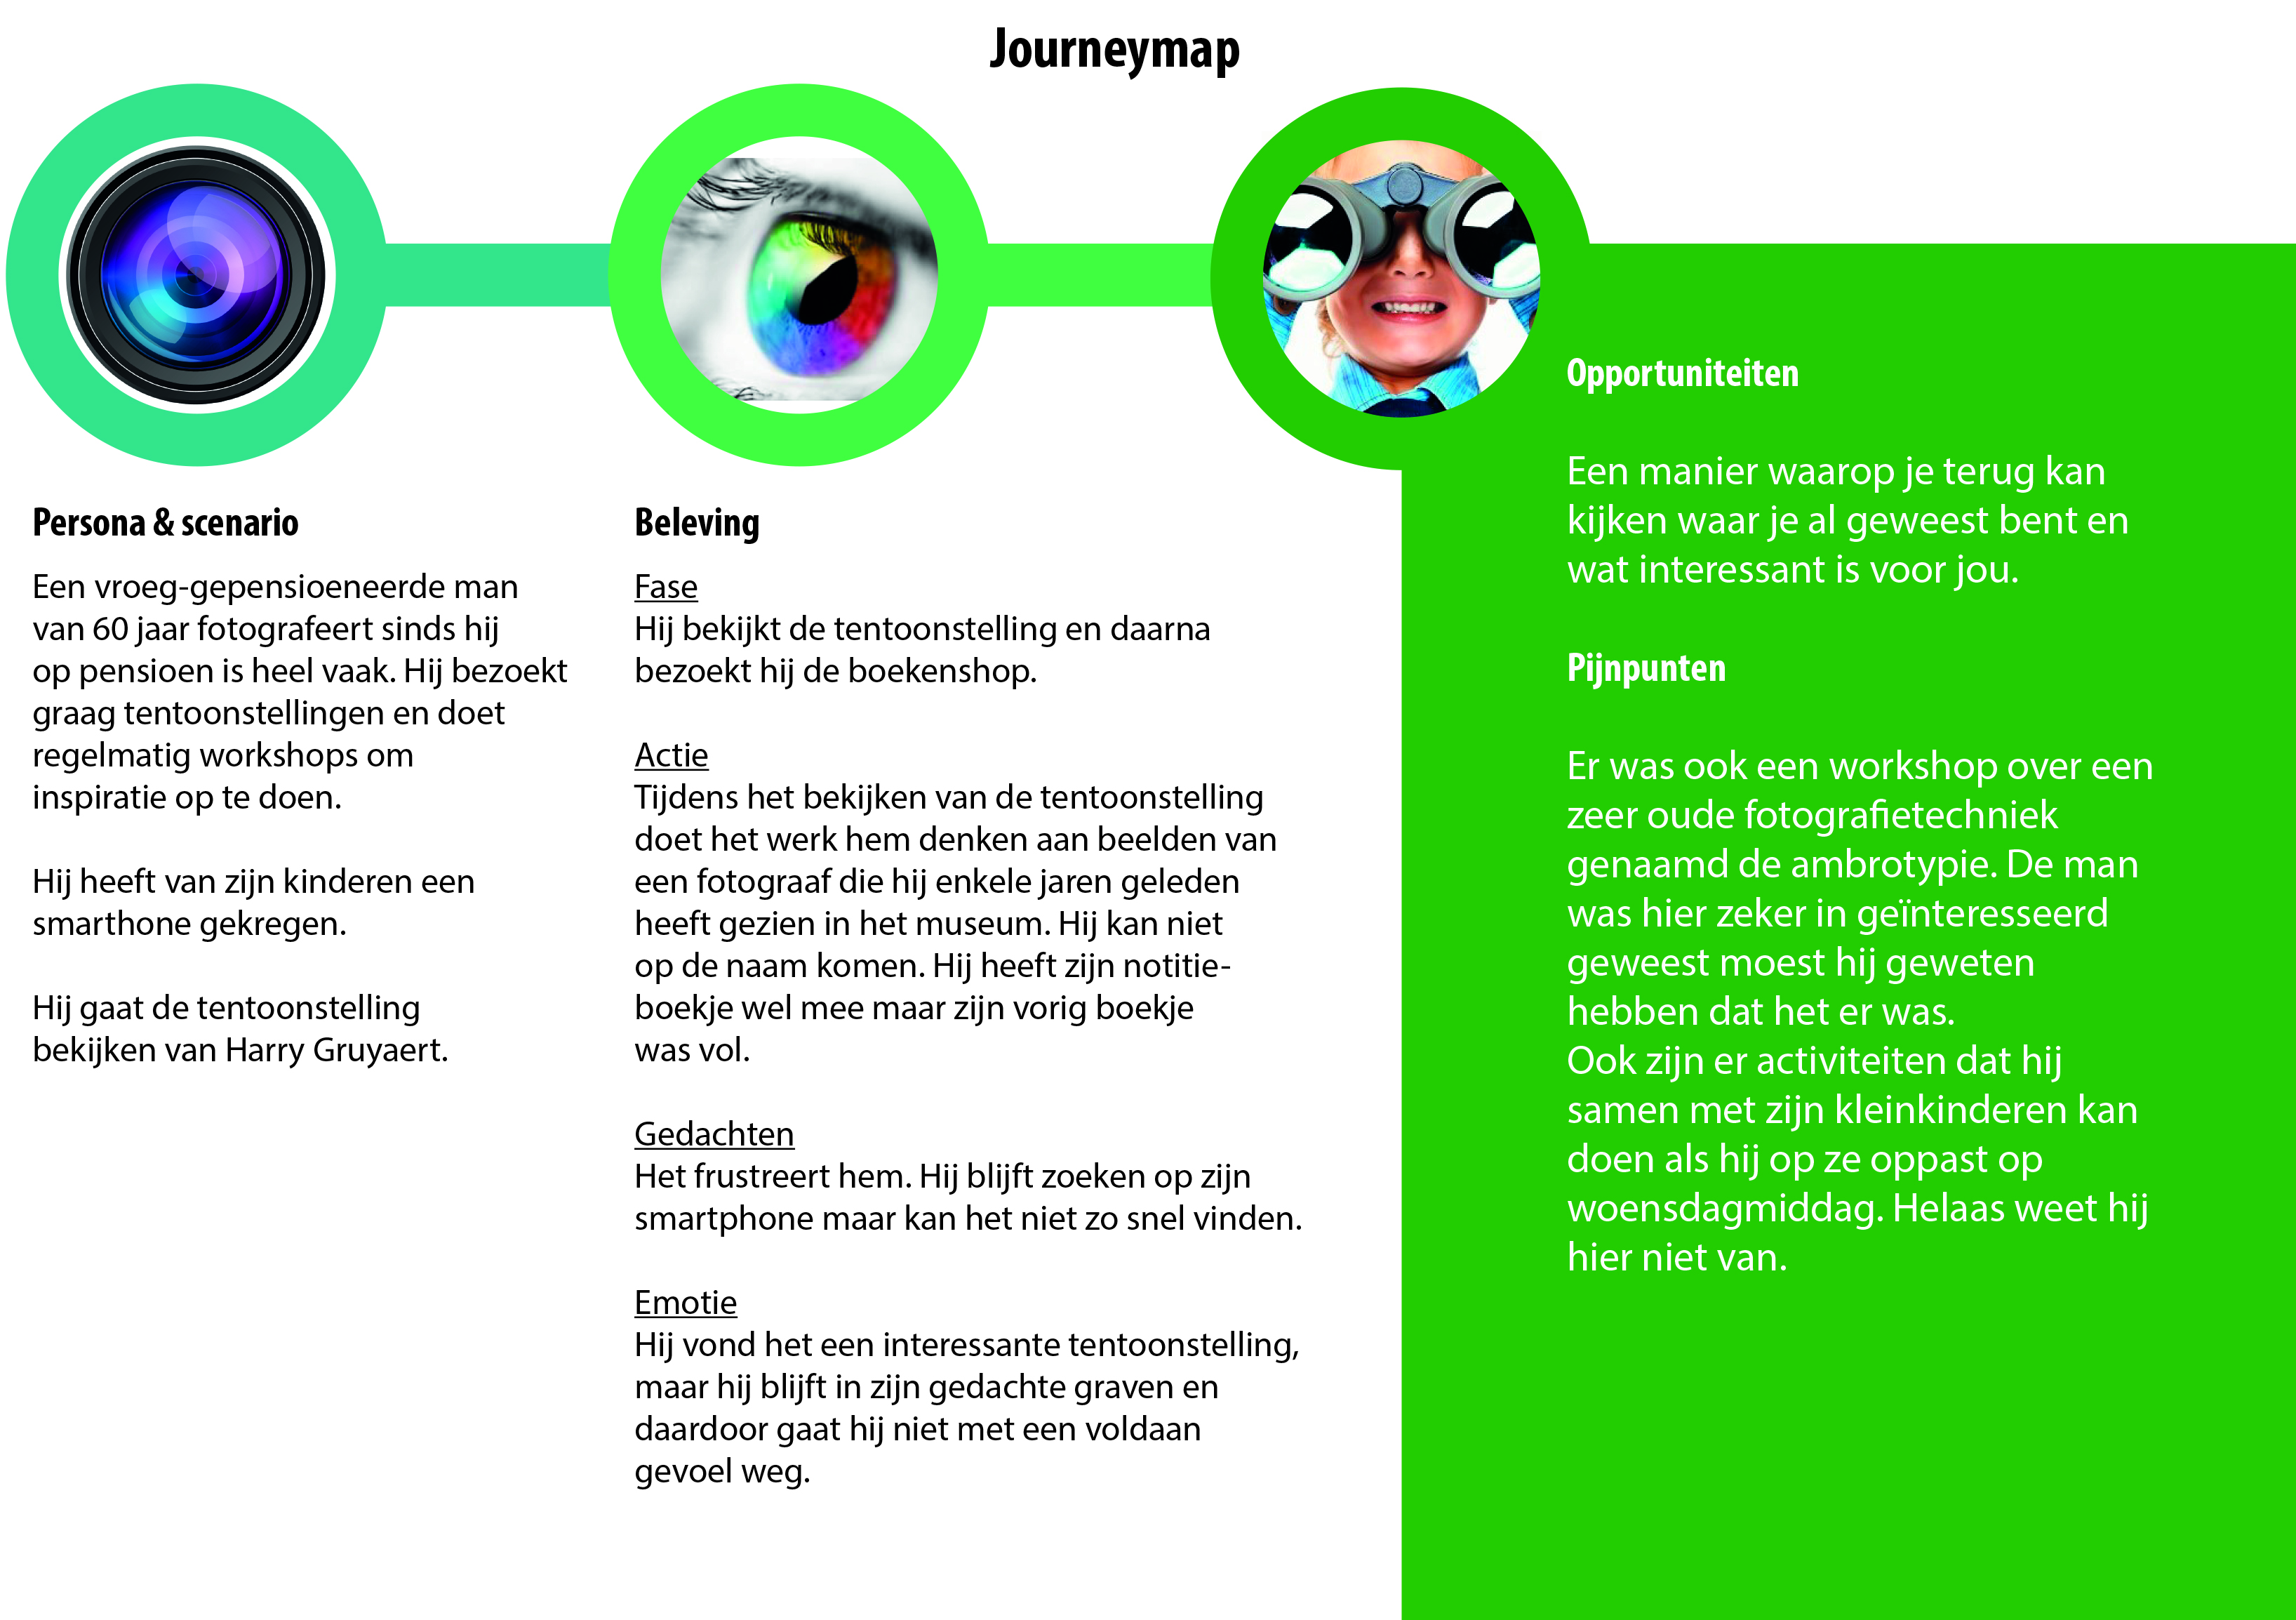 Journeymap
Persona & scenario
Een vroeg-gepensioeneerde man
van 60 jaar fotografeert sinds hij
op pensioen is heel vaak. Hij bezoekt
graag tentoonstellingen en doet
regelmatig workshops om
inspiratie op te doen.
Hij heeft van zijn kinderen een
smarthone gekregen.
Hij gaat de tentoonstelling
bekijken van Harry Gruyaert.
Beleving
Fase
Hij bekijkt de tentoonstelling en daarna
bezoekt hij de boekenshop.
Actie
Tijdens het bekijken van de tentoonstelling
doet het werk hem denken aan beelden van
een fotograaf die hij enkele jaren geleden
heeft gezien in het museum. Hij kan niet
op de naam komen. Hij heeft zijn notitie-
boekje wel mee maar zijn vorig boekje
was vol.
Gedachten
Het frustreert hem. Hij blijft zoeken op zijn
smartphone maar kan het niet zo snel vinden.
Emotie
Hij vond het een interessante tentoonstelling,
maar hij blijft in zijn gedachte graven en
daardoor gaat hij niet met een voldaan
gevoel weg.
Opportuniteiten
Een manier waarop je terug kan
kijken waar je al geweest bent en
wat interessant is voor jou.
Pijnpunten
Er was ook een workshop over een
zeer oude fotografietechniek
genaamd de ambrotypie. De man
was hier zeker in geïnteresseerd
geweest moest hij geweten
hebben dat het er was.
Ook zijn er activiteiten dat hij
samen met zijn kleinkinderen kan
doen als hij op ze oppast op
woensdagmiddag. Helaas weet hij
hier niet van.